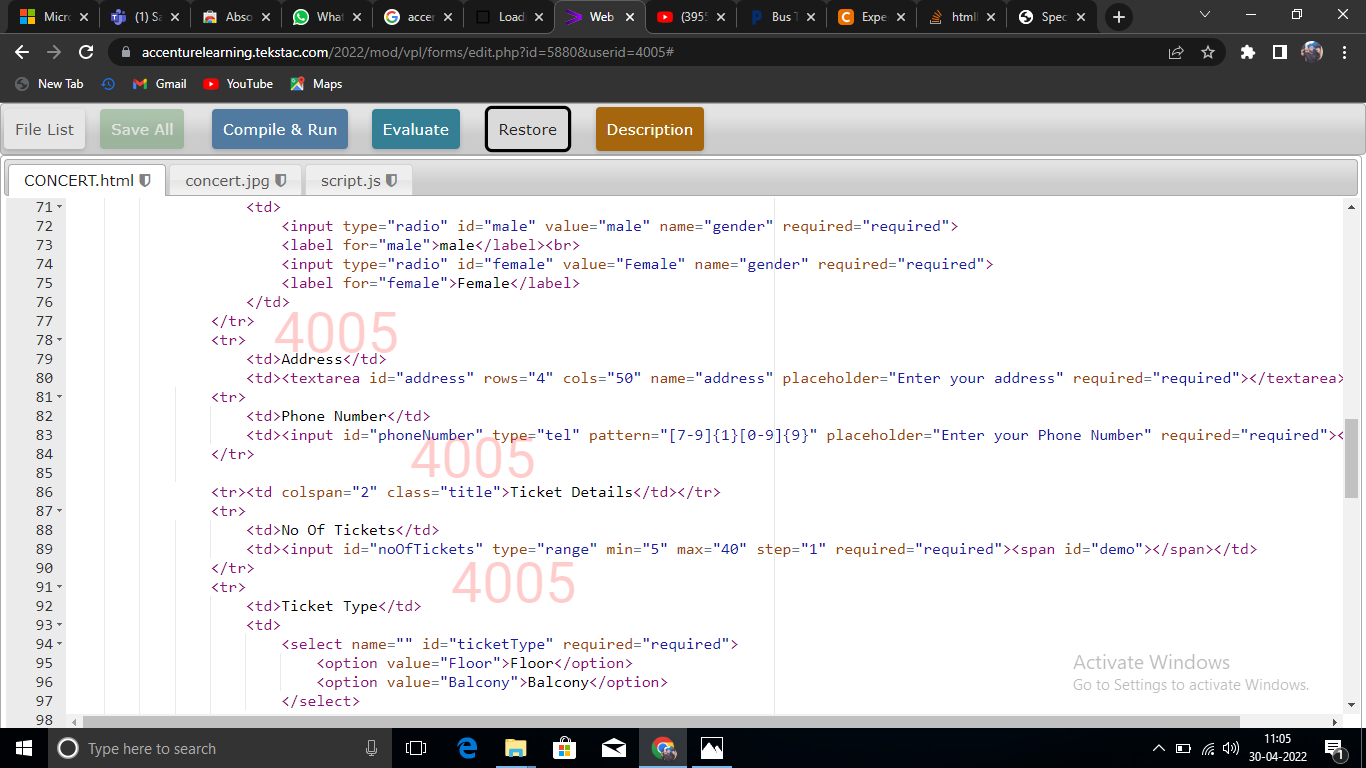 Micro
(1) Sa
Abso
What
accer
Loadi
Web
(3955
Bus T
Expe
htmll
Spec
accenturelearning.tekstac.com/2022/mod/vpl/forms/edit.php?id=5880&userid=4005#
New Tab
Gmail
YouTube
Maps
File List
Save All
Compile & Run
Evaluate
Restore
Description
CONCERT.html
concert.jpg
script.js
71 <td>
72 <input type="radio" id="male" value="male" name="gender" required="required">
73 <label for="male">male</label><br>
74 <input type="radio" id="female" value="Female" name="gender" required="required">
75 <label for="female">Female</label>
76 </td>
77 </tr>
4005
78 <tr>
79 <td>Address</td>
80 <td><textarea id="address" rows="4" cols="50" name="address" placeholder="Enter your address" required="required"></textarea>
81 <tr>
82 <td>Phone Number</td>
83 <td><input id="phoneNumber" type="tel" pattern="[7-9]{1}[0-9]{9}" placeholder="Enter your Phone Number" required="required"><
84 </tr>
4005
85
86 <tr><td colspan="2" class="title">Ticket Details</td></tr>
87 <tr>
88 <td>No Of Tickets</td>
89 <td><input id="noOfTickets" type="range" min="5" max="40" step="1" required="required"><span id="demo"></span></td>
90 </tr>
4005
91 <tr>
92 <td>Ticket Type</td>
93 <td>
94 <select name="" id="ticketType" required="required">
95 <option value="Floor">Floor</option>
96 <option value="Balcony">Balcony</option>
97 </select>
98
Activate Windows
Go to Settings to activate Windows.
Type here to search
11:05
30-04-2022
1